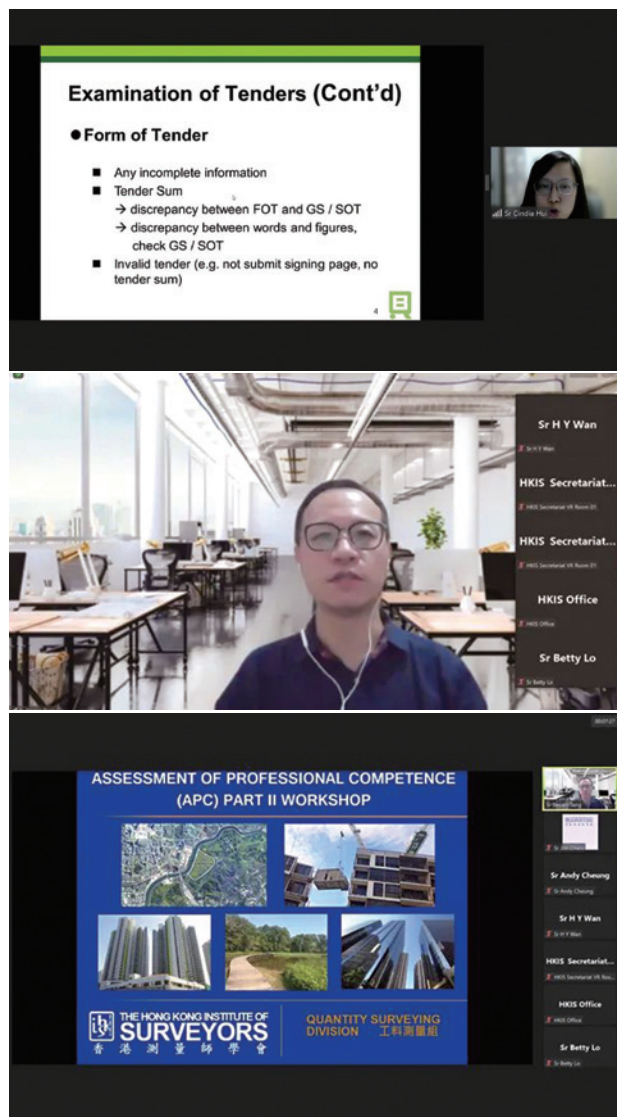 Examination of Tenders (Cont'd)
●Form of Tender
■ Any incomplete information
■ Tender Sum
→ discrepancy between FOT and GS / SOT
→ discrepancy between words and figures,
check GS / SOT
■ Invalid tender (e.g. not submit signing page, no
tender sum)
4
Sr Cindie Hui
Sr H Y Wan
Sr H Y Wan
HKIS Secretariat...
HKIS Secretariat VR Room 01
HKIS Secretariat...
HKIS Secretariat VR Room 01
HKIS Office
HKIS Office
Sr Betty Lo
Sr Betty Lo
ASSESSMENT OF PROFESSIONAL COMPETENCE
(APC) PART II WORKSHOP
THE HONG KONG INSTITUTE OF
SURVEYORS
香港測量師學會
QUANTITY SURVEYING
DIVISION 工料測量組
Sr Andy Cheung
Sr Andy Cheung
Sr H Y Wan
Sr H Y Wan
HKIS Secretariat...
HKIS Secretariat VR Roo...
HKIS Office
HKIS Office
Sr Betty Lo
Sr Betty Lo